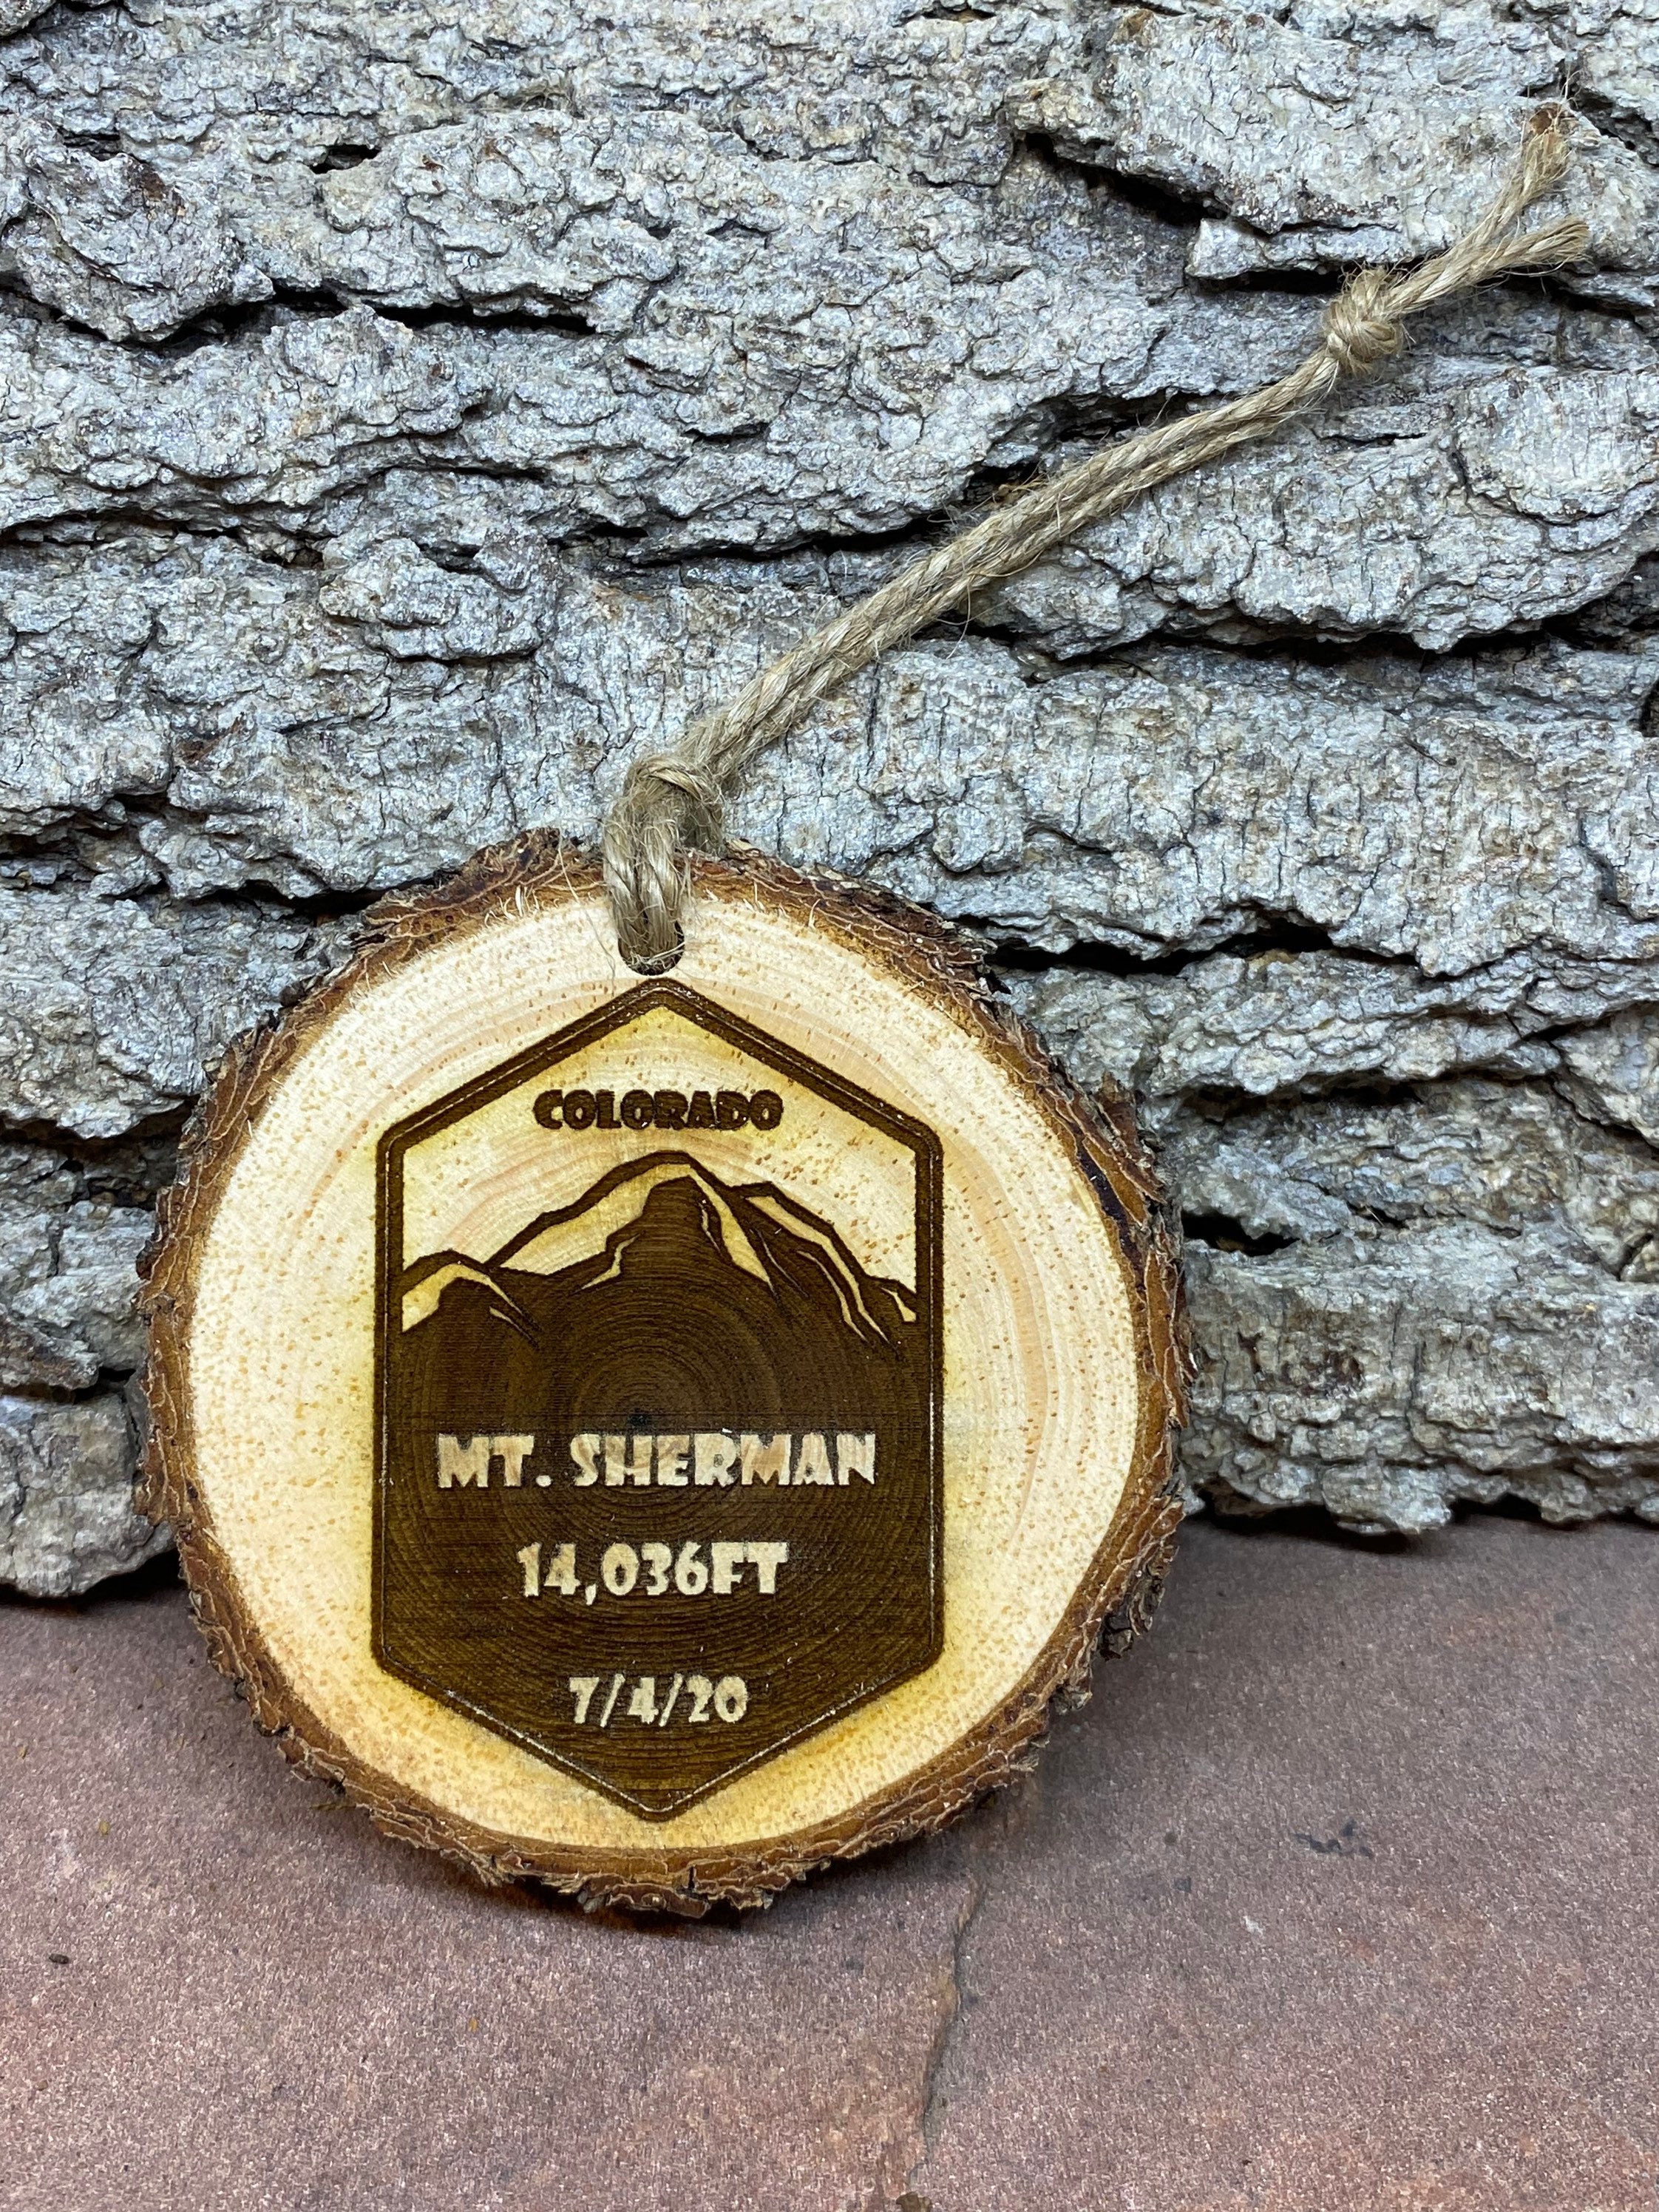 COLORADO
MT. SHERMAN
14,036FT
7/4/20